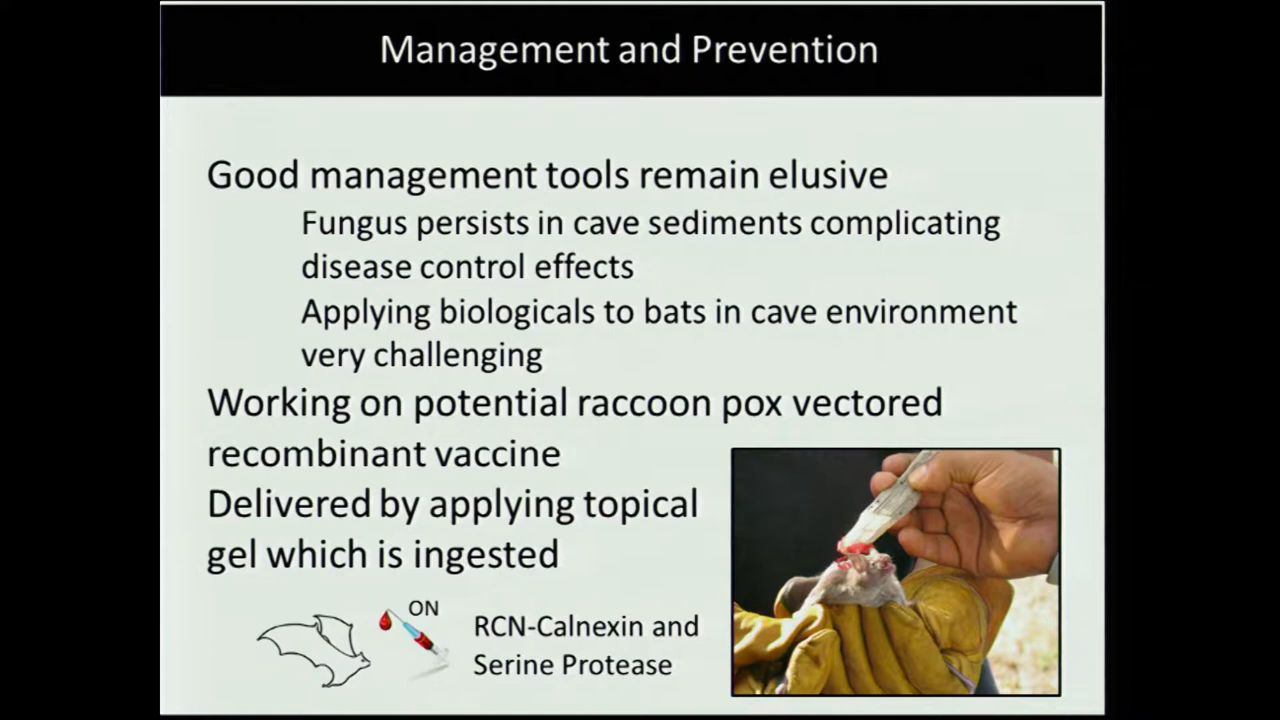 Management and Prevention
Good management tools remain elusive
Fungus persists in cave sediments complicating
disease control effects
Applying biologicals to bats in cave environment
very challenging
Working on potential raccoon pox vectored
recombinant vaccine
Delivered by applying topical
gel which is ingested
ON
RCN-Calnexin and
Serine Protease